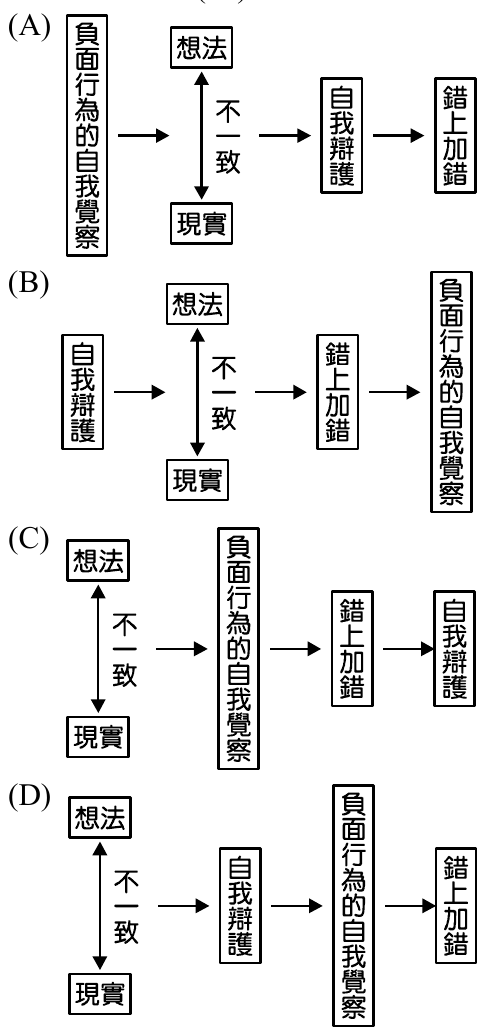 (A)
負面行為的自我覺察
想法
不一致
現實
自我辯護
錯上加錯
(B)
自我辯護
想法
不一致
現實
錯上加錯
負面行為的自我覺察
(C)
想法
不一致
現實
負面行為的自我覺察
錯上加錯
自我辯護
(D)
想法
不一致
現實
自我辯護
負面行為的自我覺察
錯上加錯